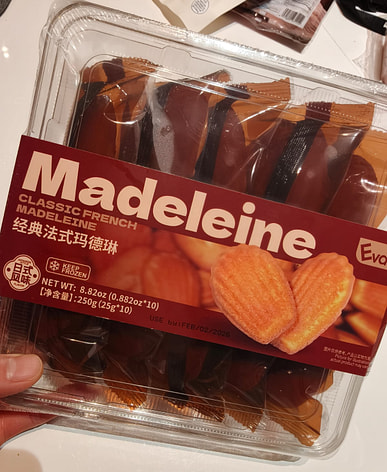 Madeleine
CLASSIC FRENCH
MADELEINE
经典法式玛德琳
KEEP
FROZEN
NET WT: 8.82oz (0.882oz*10)
【净含量】:250g (25g*10)